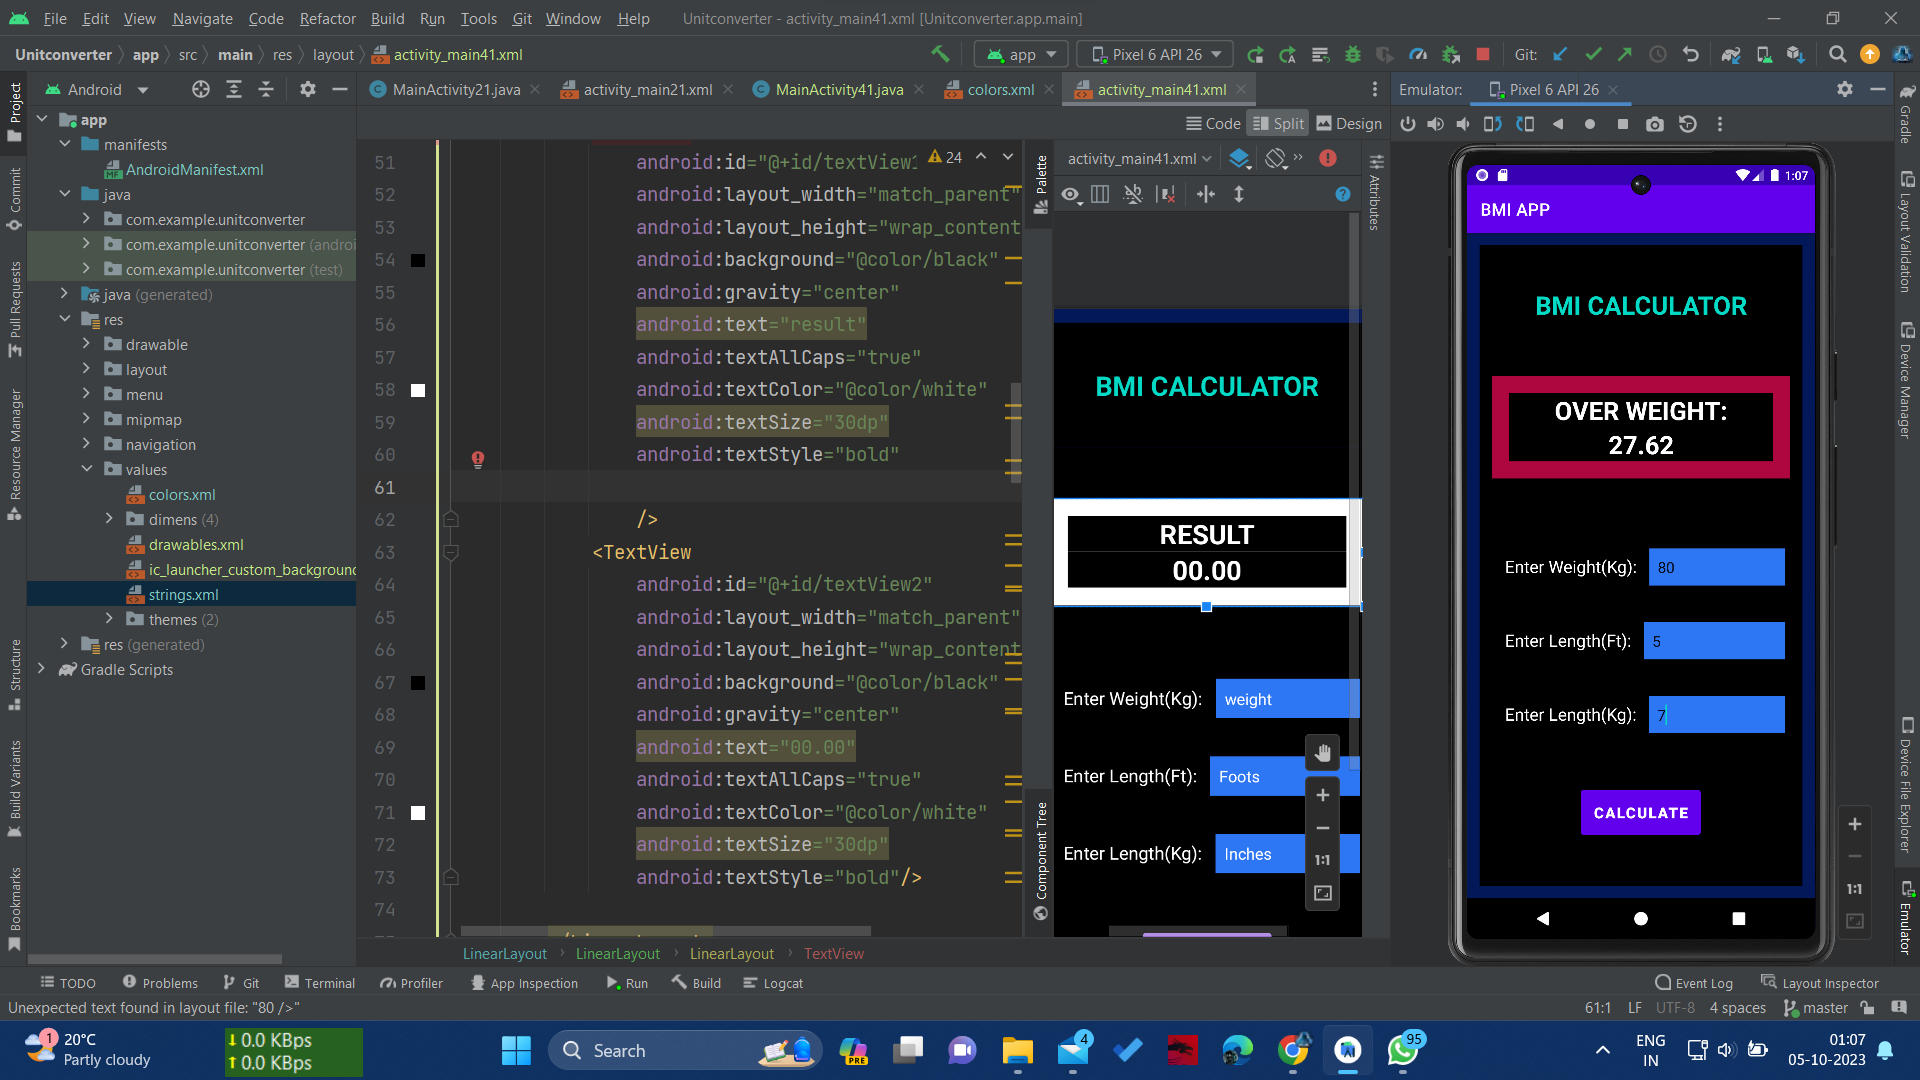 File Edit View Navigate Code Refactor Build Run Tools Git Window Help Unitconverter - activity_main41.xml [Unitconverter.app.main]
Unitconverter app src main res layout activity_main41.xml
app Pixel 6 API 26 Git:
Android
MainActivity21.java activity_main21.xml MainActivity41.java colors.xml activity_main41.xml
Emulator: Pixel 6 API 26
Code Split Design
Project
Commit
Pull Requests
Resource Manager
Structure
Build Variants
Bookmarks
app
manifests
AndroidManifest.xml
java
com.example.unitconverter
com.example.unitconverter (androi
com.example.unitconverter (test)
java (generated)
res
drawable
layout
menu
mipmap
navigation
values
colors.xml
dimens (4)
drawables.xml
ic_launcher_custom_background
strings.xml
themes (2)
res (generated)
Gradle Scripts
24
51 android:id="@+id/textView1
52 android:layout_width="match_parent"
53 android:layout_height="wrap_content
54 android:background="@color/black"
55 android:gravity="center"
56 android:text="result"
57 android:textAllCaps="true"
58 android:textColor="@color/white"
59 android:textSize="30dp"
60 android:textStyle="bold"
61
62 />
63 <TextView
64 android:id="@+id/textView2"
65 android:layout_width="match_parent"
66 android:layout_height="wrap_content
67 android:background="@color/black"
68 android:gravity="center"
69 android:text="00.00"
70 android:textAllCaps="true"
71 android:textColor="@color/white"
72 android:textSize="30dp"
73 android:textStyle="bold"/>
74
LinearLayout LinearLayout LinearLayout TextView
Palette
Component Tree
activity_main41.xml
Attributes
BMI CALCULATOR
RESULT
00.00
Enter Weight(Kg): weight
Enter Length(Ft): Foots
Enter Length(Kg): Inches
1:1
1:07
BMI APP
BMI CALCULATOR
OVER WEIGHT:
27.62
Enter Weight(Kg): 80
Enter Length(Ft): 5
Enter Length(Kg): 7
CALCULATE
1:1
Gradle
Layout Validation
Device Manager
Device File Explorer
Emulator
TODO Problems Git Terminal Profiler App Inspection Run Build Logcat Event Log Layout Inspector
Unexpected text found in layout file: "80 />" 61:1 LF UTF-8 4 spaces master
1
20°C
Partly cloudy
0.0 KBps
0.0 KBps
Search
PRE
4
95
ENG
IN
01:07
05-10-2023